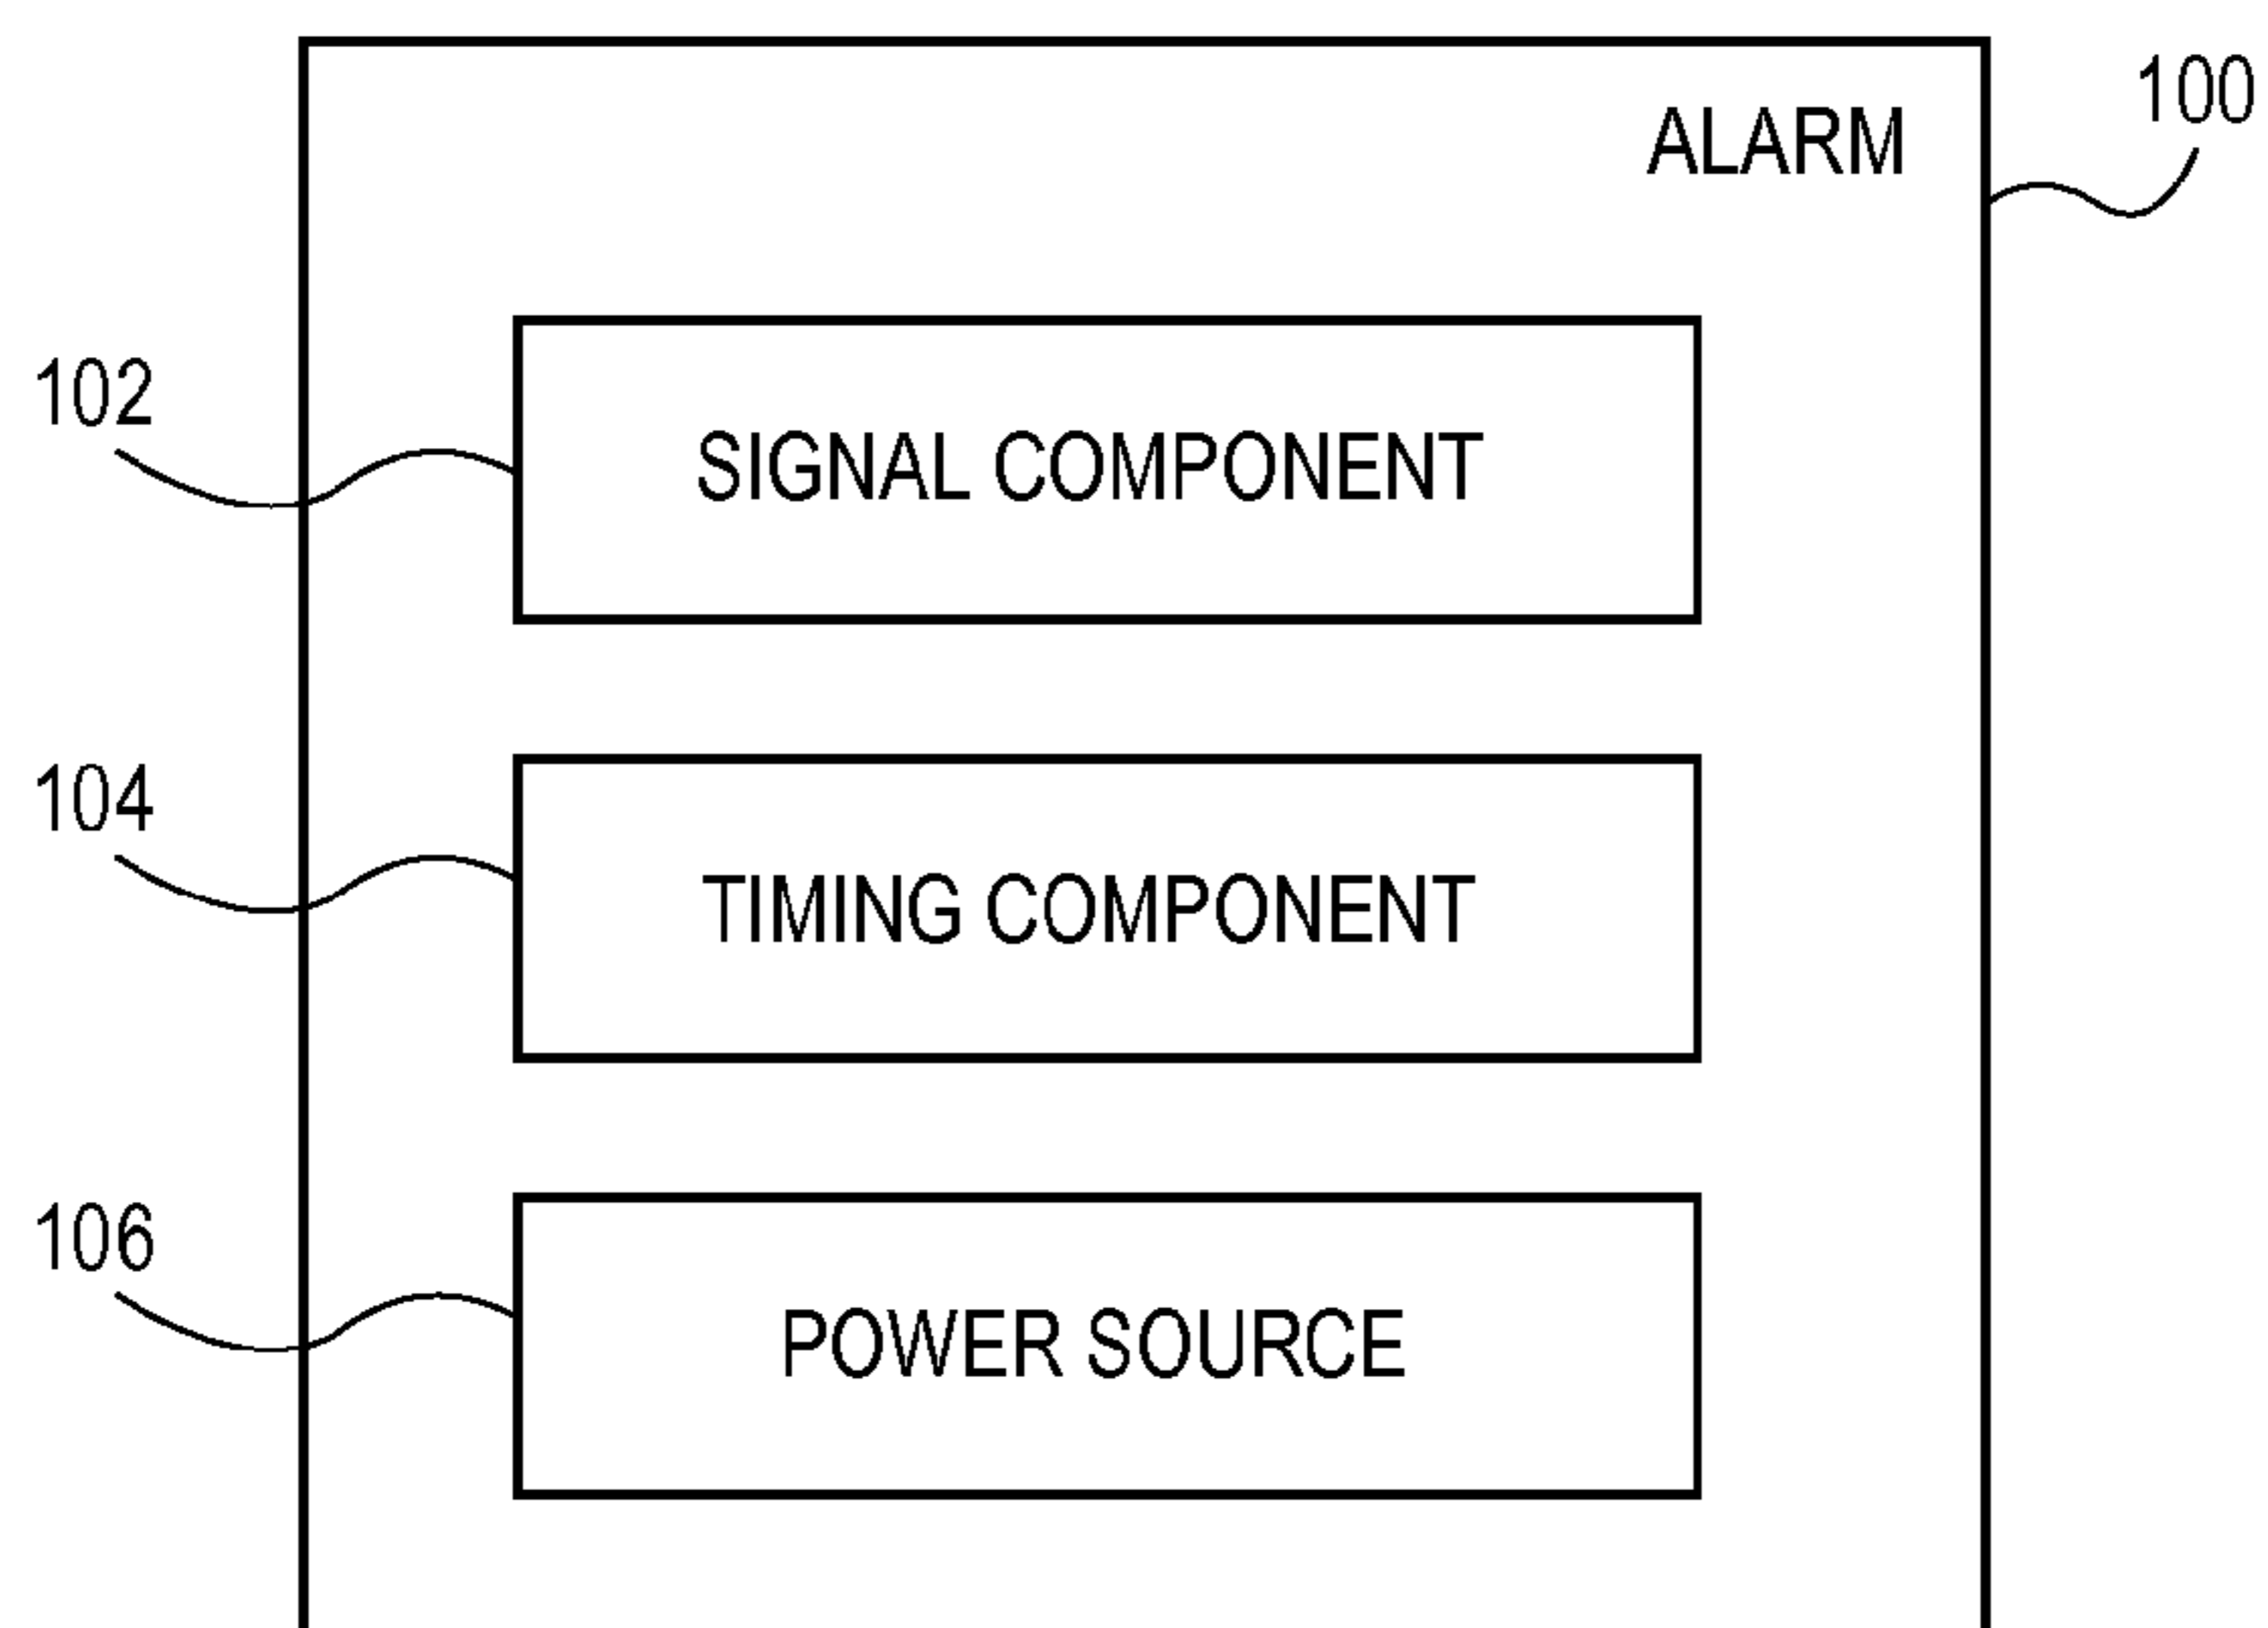 100
ALARM
102
SIGNAL COMPONENT
104
TIMING COMPONENT
106
POWER SOURCE